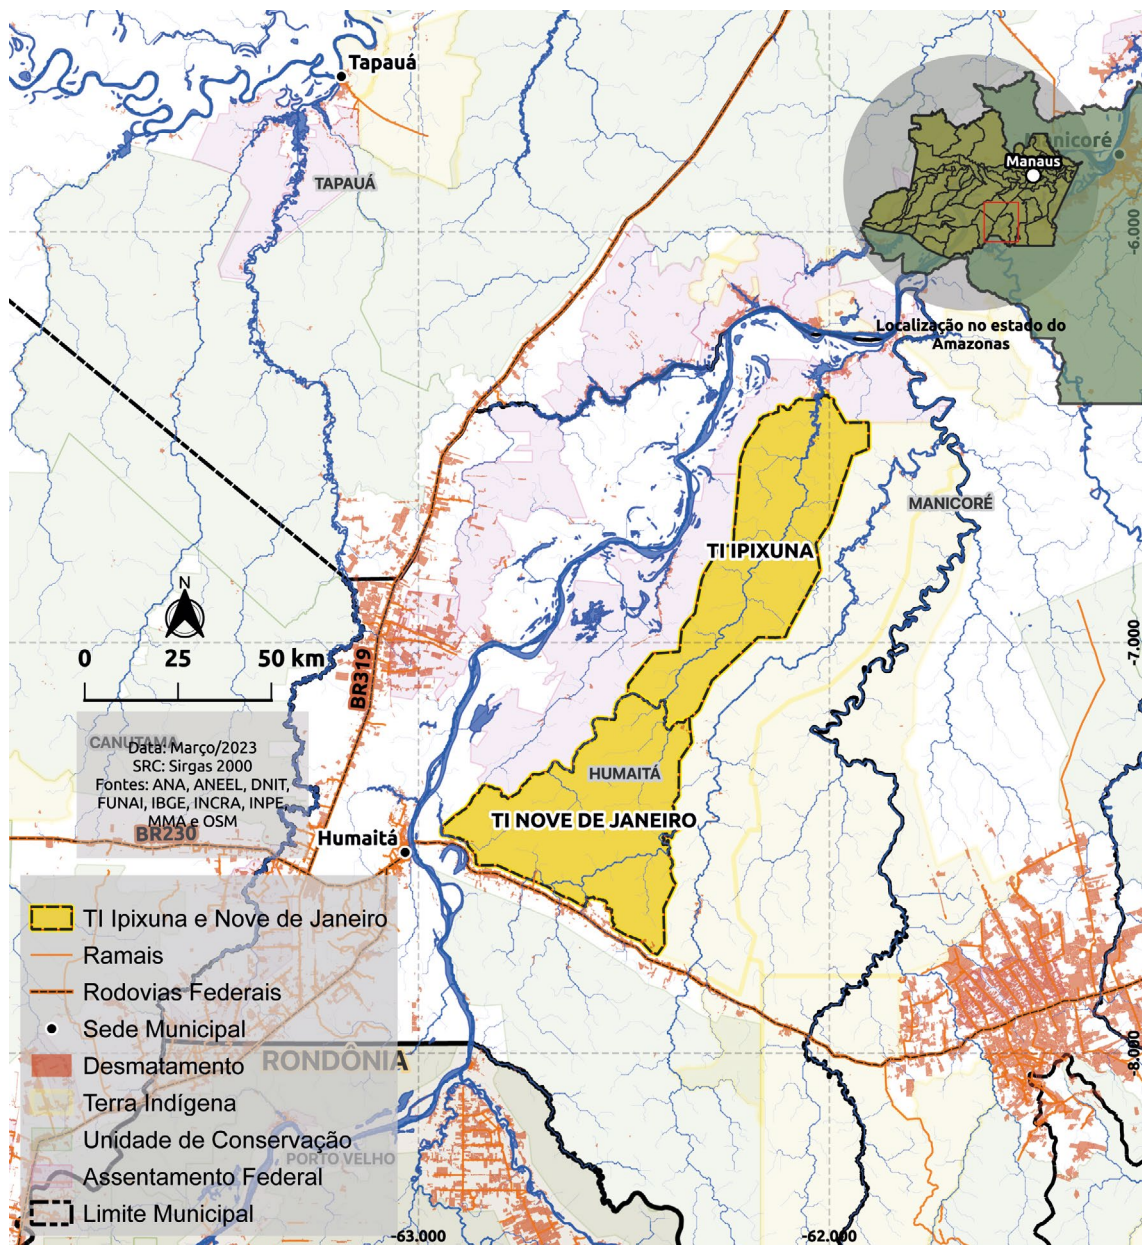 Tapauá
TAPAUÁ
Manicoré
Manaus
-6.000
Localização no estado do
Amazonas
MANICORÉ
TI IPIXUNA
N
0 25 50 km
BR319
-7.000
CANUTAMA
Data: Março/2023
SRC: Sirgas 2000
Fontes: ANA, ANEEL, DNIT,
FUNAI, IBGE, INCRA, INPE,
MMA e OSM
BR230
HUMAITÁ
TI NOVE DE JANEIRO
Humaitá
TI Ipixuna e Nove de Janeiro
Ramais
Rodovias Federais
Sede Municipal
Desmatamento
Terra Indígena
Unidade de Conservação
Assentamento Federal
Limite Municipal
RONDÔNIA
PORTO VELHO
-8.000
-63.000
-62.000